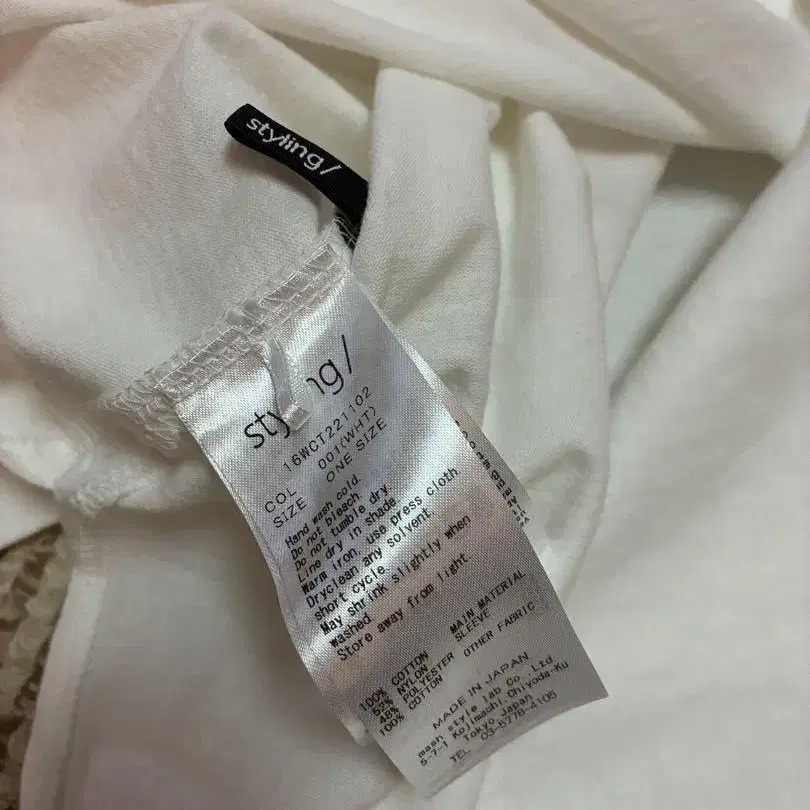 styling/
styling/
16WCT221102
COL 001(WHT)
SIZE ONE SIZE
Hand wash cold.
Do not bleach.
Do not tumble dry.
Line dry in shade
Warm iron, use press cloth
Dryclean any solvent.
short cycle.
May shrink slightly when
washed.
Store away from light
MAIN MATERIAL
100% COTTON SLEEVE
52% NYLON
48% POLYESTER OTHER FABRIC
100% COTTON
MADE IN JAPAN
mash style lab Co.,Ltd.
5-7-1 Kojimachi,Chiyoda-Ku
Tokyo Japan
TEL 03-5778-4105